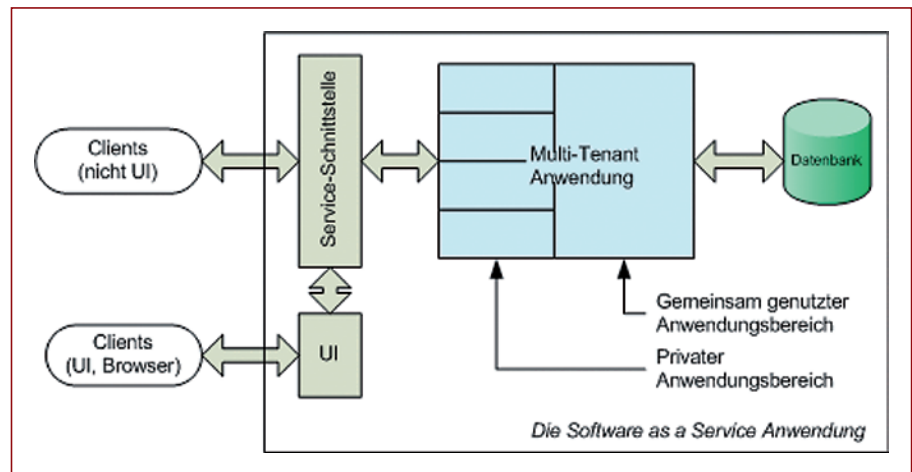 Clients
(nicht UI)
Service-Schnittstelle
Multi-Tenant
Anwendung
Datenbank
Clients
(UI, Browser)
UI
Gemeinsam genutzter
Anwendungsbereich
Privater
Anwendungsbereich
Die Software as a Service Anwendung